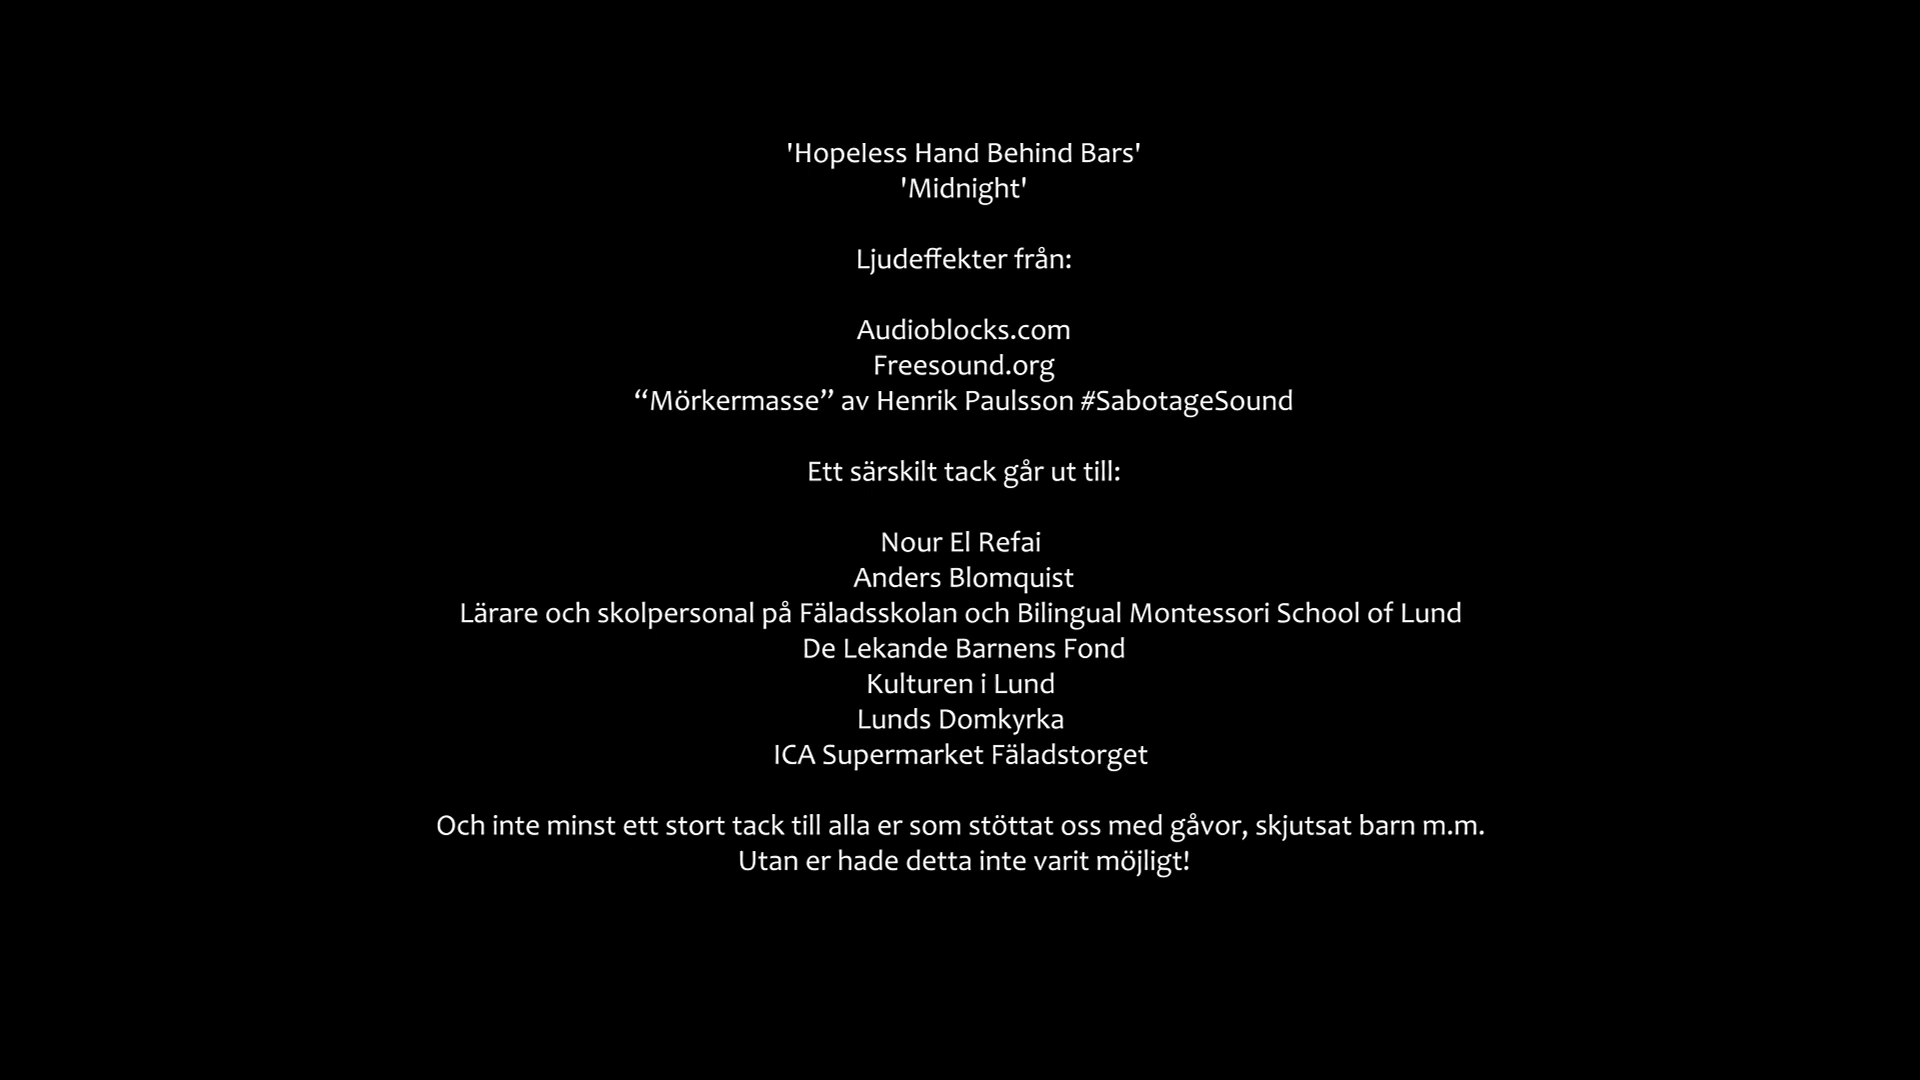 'Hopeless Hand Behind Bars'
'Midnight'
Ljudeffekter från:
Audioblocks.com
Freesound.org
“Mörkermasse” av Henrik Paulsson #SabotageSound
Ett särskilt tack går ut till:
Nour El Refai
Anders Blomquist
Lärare och skolpersonal på Fäladsskolan och Bilingual Montessori School of Lund
De Lekande Barnens Fond
Kulturen i Lund
Lunds Domkyrka
ICA Supermarket Fäladstorget
Och inte minst ett stort tack till alla er som stöttat oss med gåvor, skjutsat barn m.m.
Utan er hade detta inte varit möjligt!